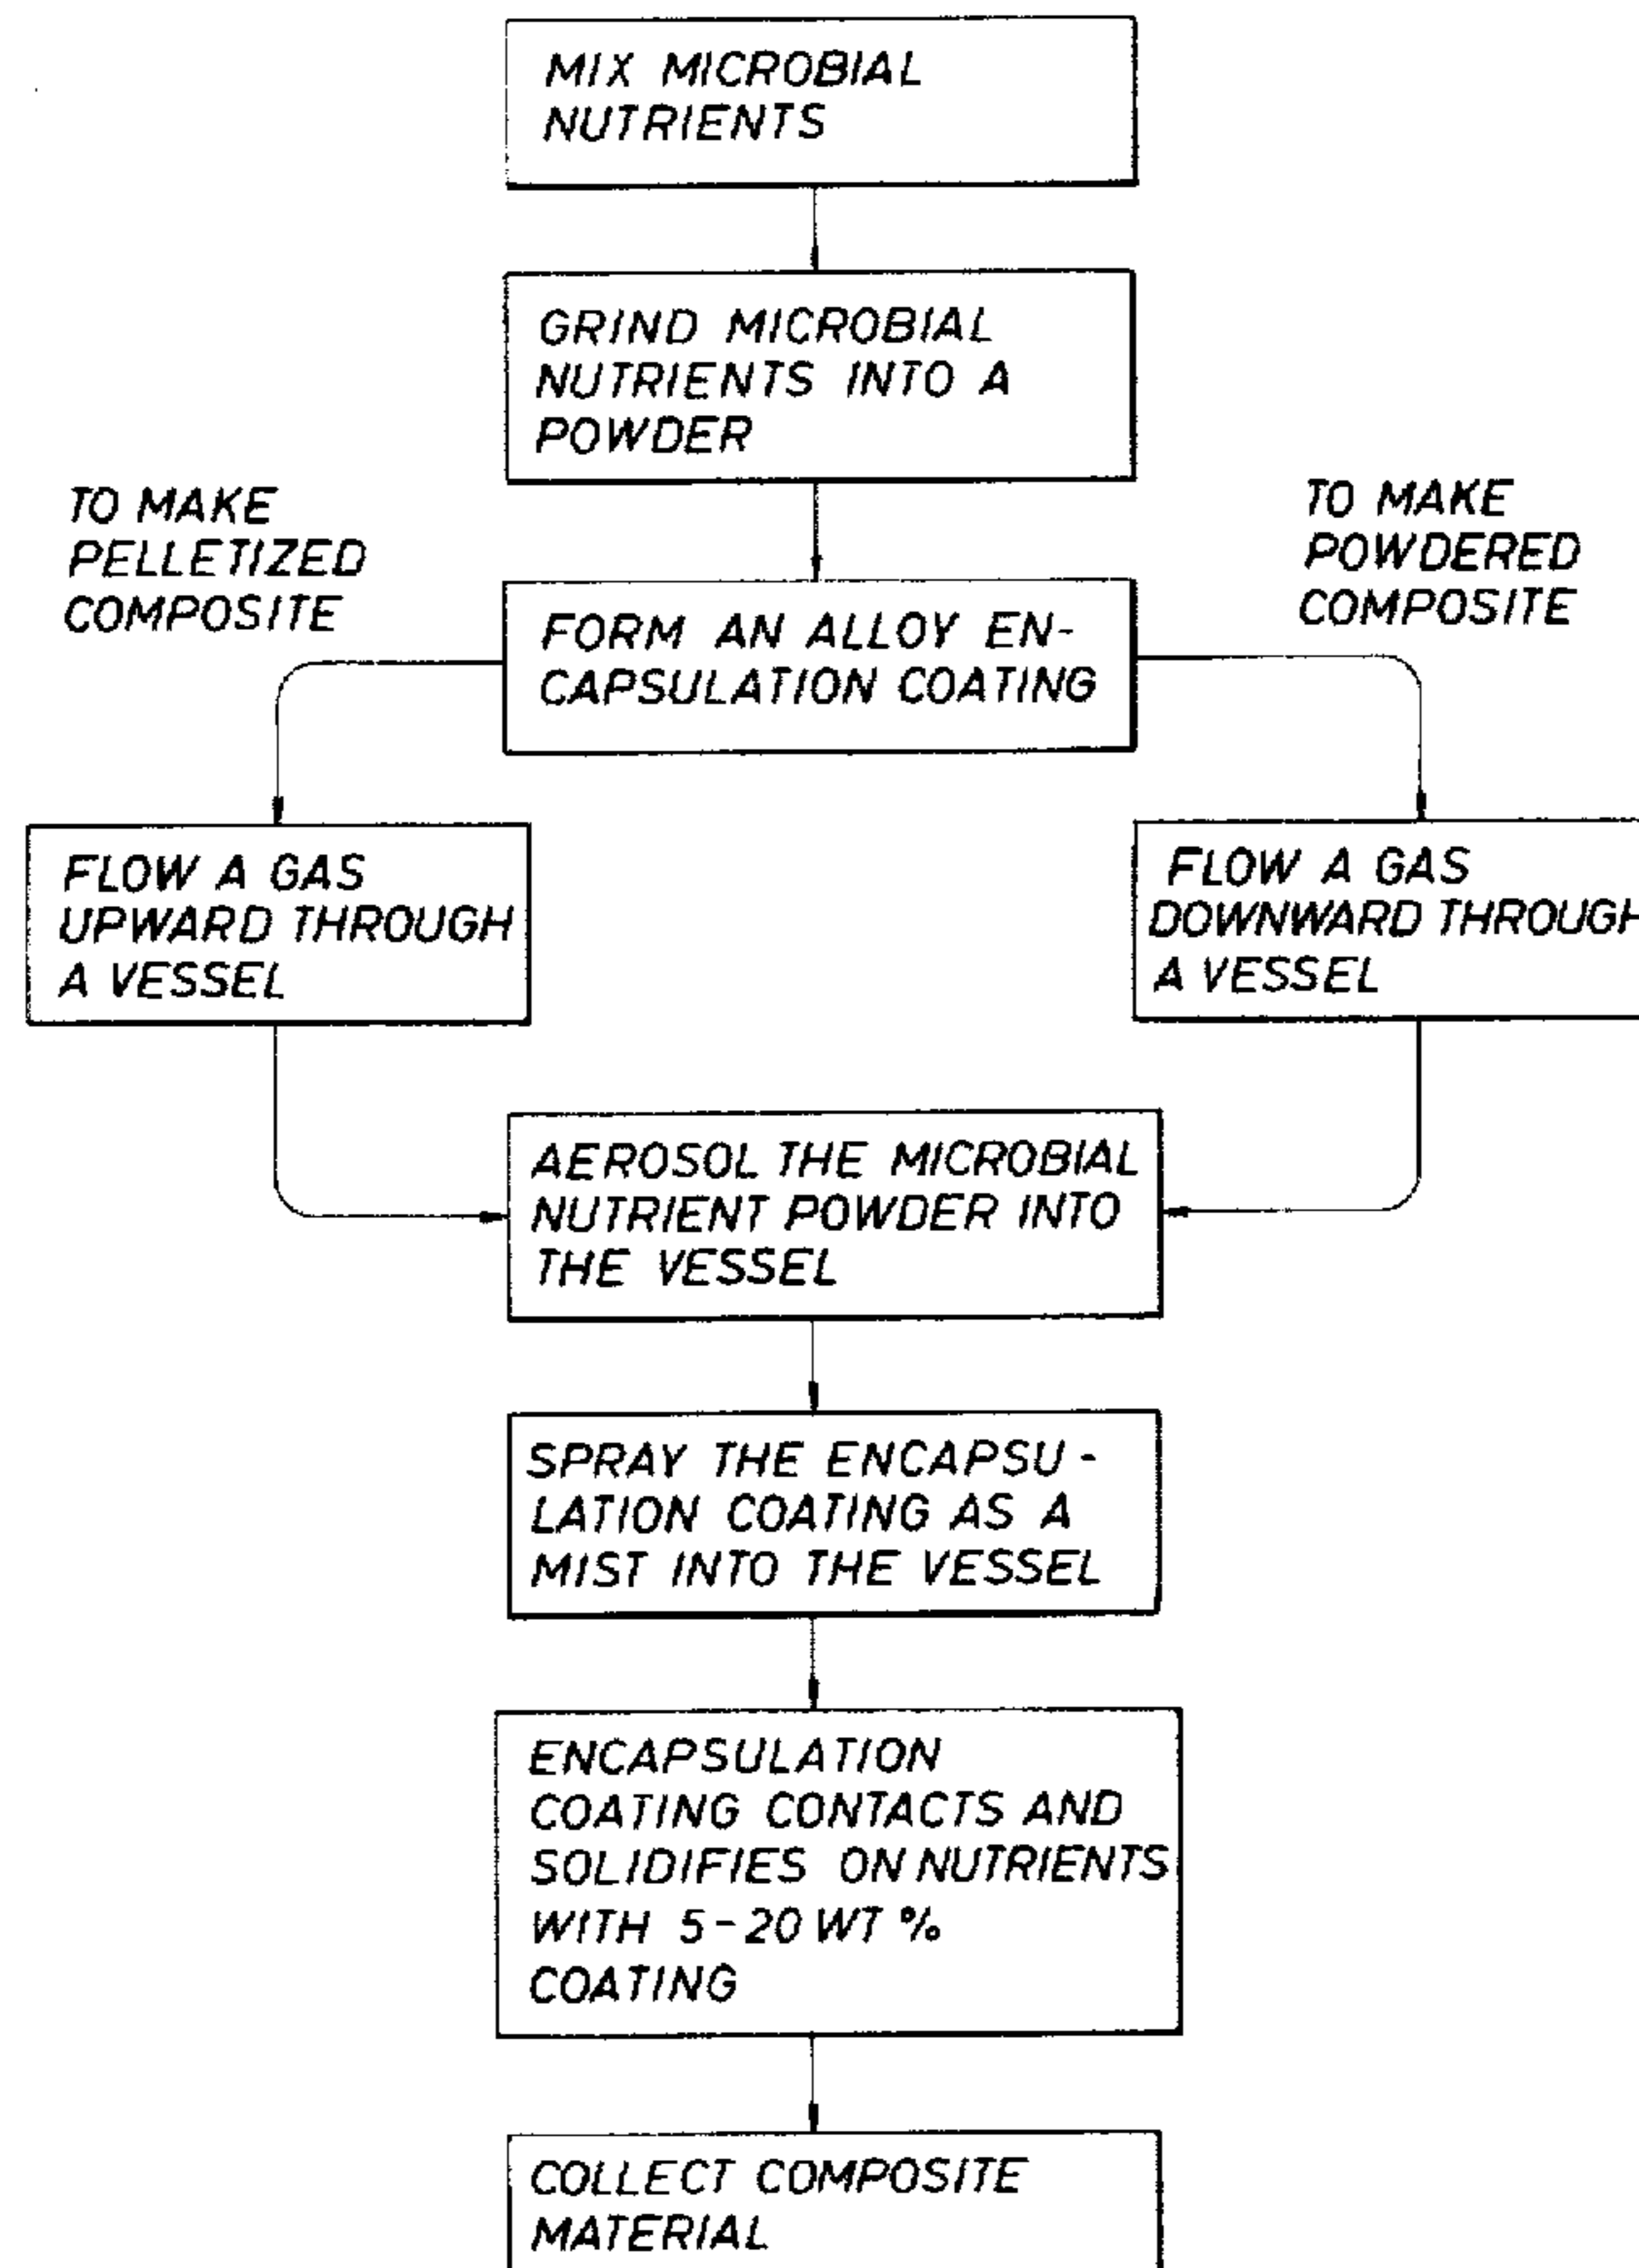 MIX MICROBIAL
NUTRIENTS
GRIND MICROBIAL
NUTRIENTS INTO A
POWDER
TO MAKE
PELLETIZED
COMPOSITE
TO MAKE
POWDERED
COMPOSITE
FORM AN ALLOY EN-
CAPSULATION COATING
FLOW A GAS
UPWARD THROUGH
A VESSEL
FLOW A GAS
DOWNWARD THROUGH
A VESSEL
AEROSOL THE MICROBIAL
NUTRIENT POWDER INTO
THE VESSEL
SPRAY THE ENCAPSU-
LATION COATING AS A
MIST INTO THE VESSEL
ENCAPSULATION
COATING CONTACTS AND
SOLIDIFIES ON NUTRIENTS
WITH 5-20 WT %
COATING
COLLECT COMPOSITE
MATERIAL